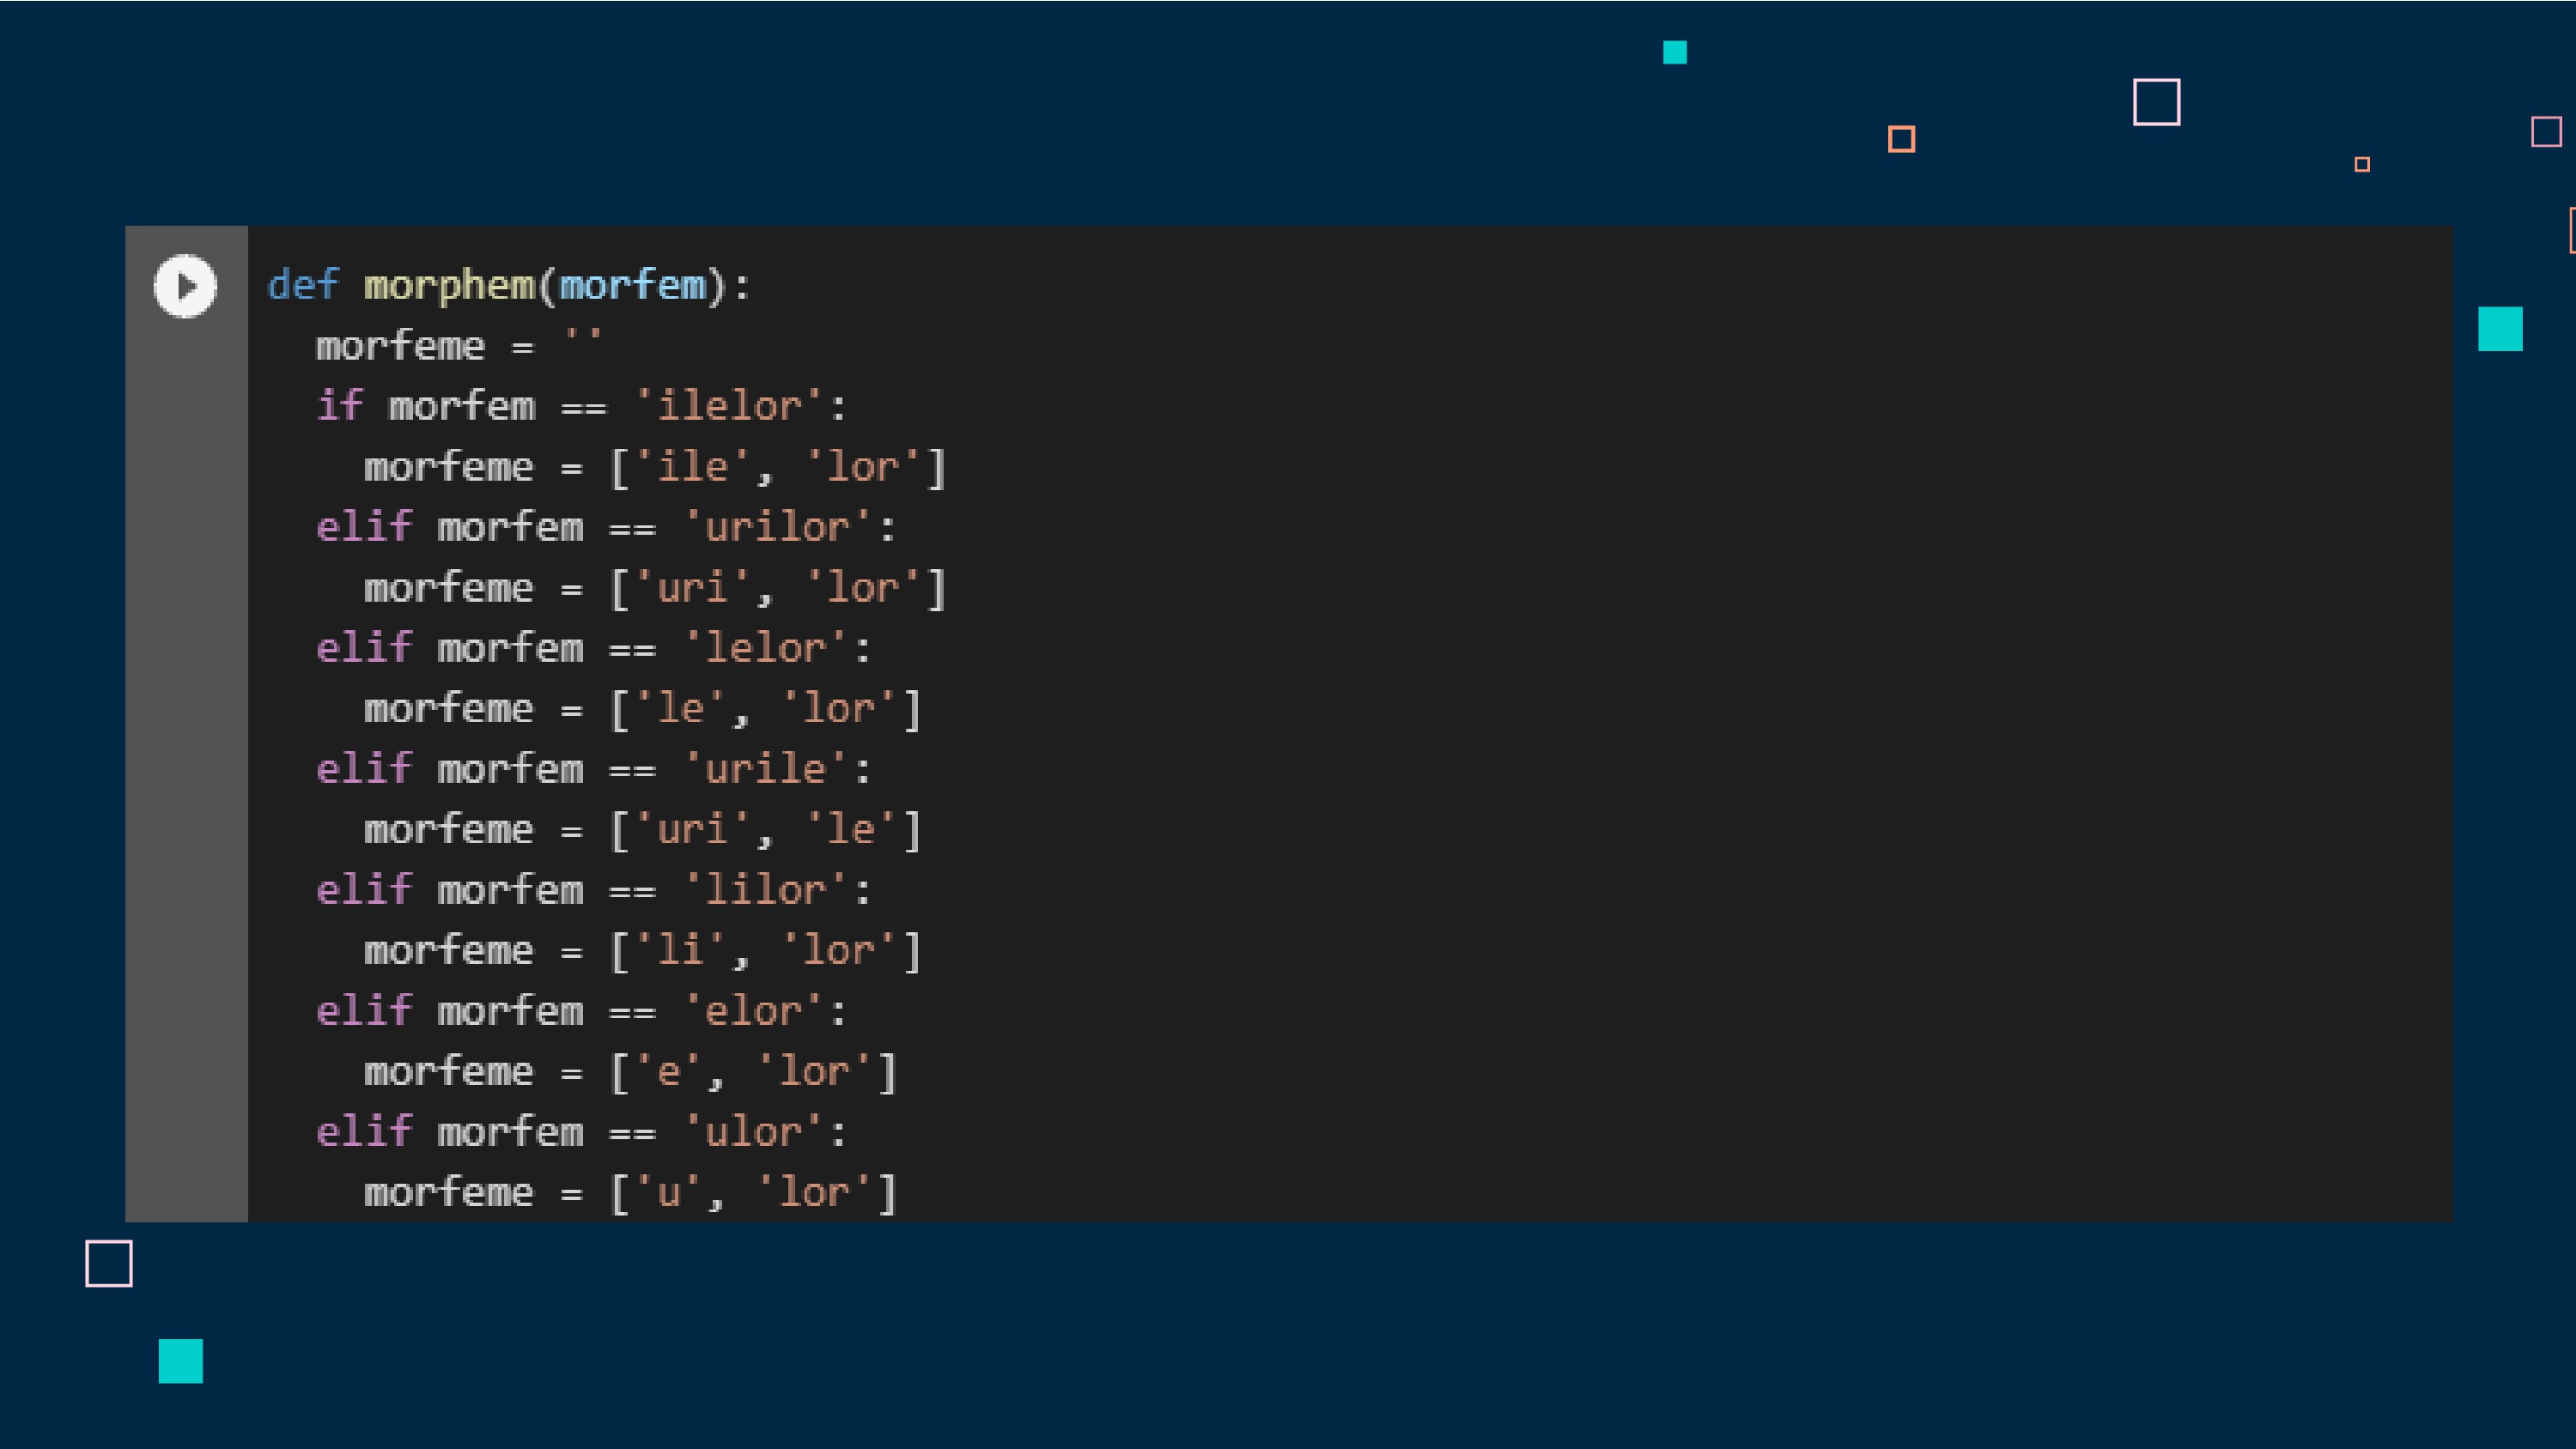 def morphem(morfem):
  morfeme = ''
  if morfem == 'ilelor':
    morfeme = ['ile', 'lor']
  elif morfem == 'urilor':
    morfeme = ['uri', 'lor']
  elif morfem == 'lelor':
    morfeme = ['le', 'lor']
  elif morfem == 'urile':
    morfeme = ['uri', 'le']
  elif morfem == 'lilor':
    morfeme = ['li', 'lor']
  elif morfem == 'elor':
    morfeme = ['e', 'lor']
  elif morfem == 'ulor':
    morfeme = ['u', 'lor']